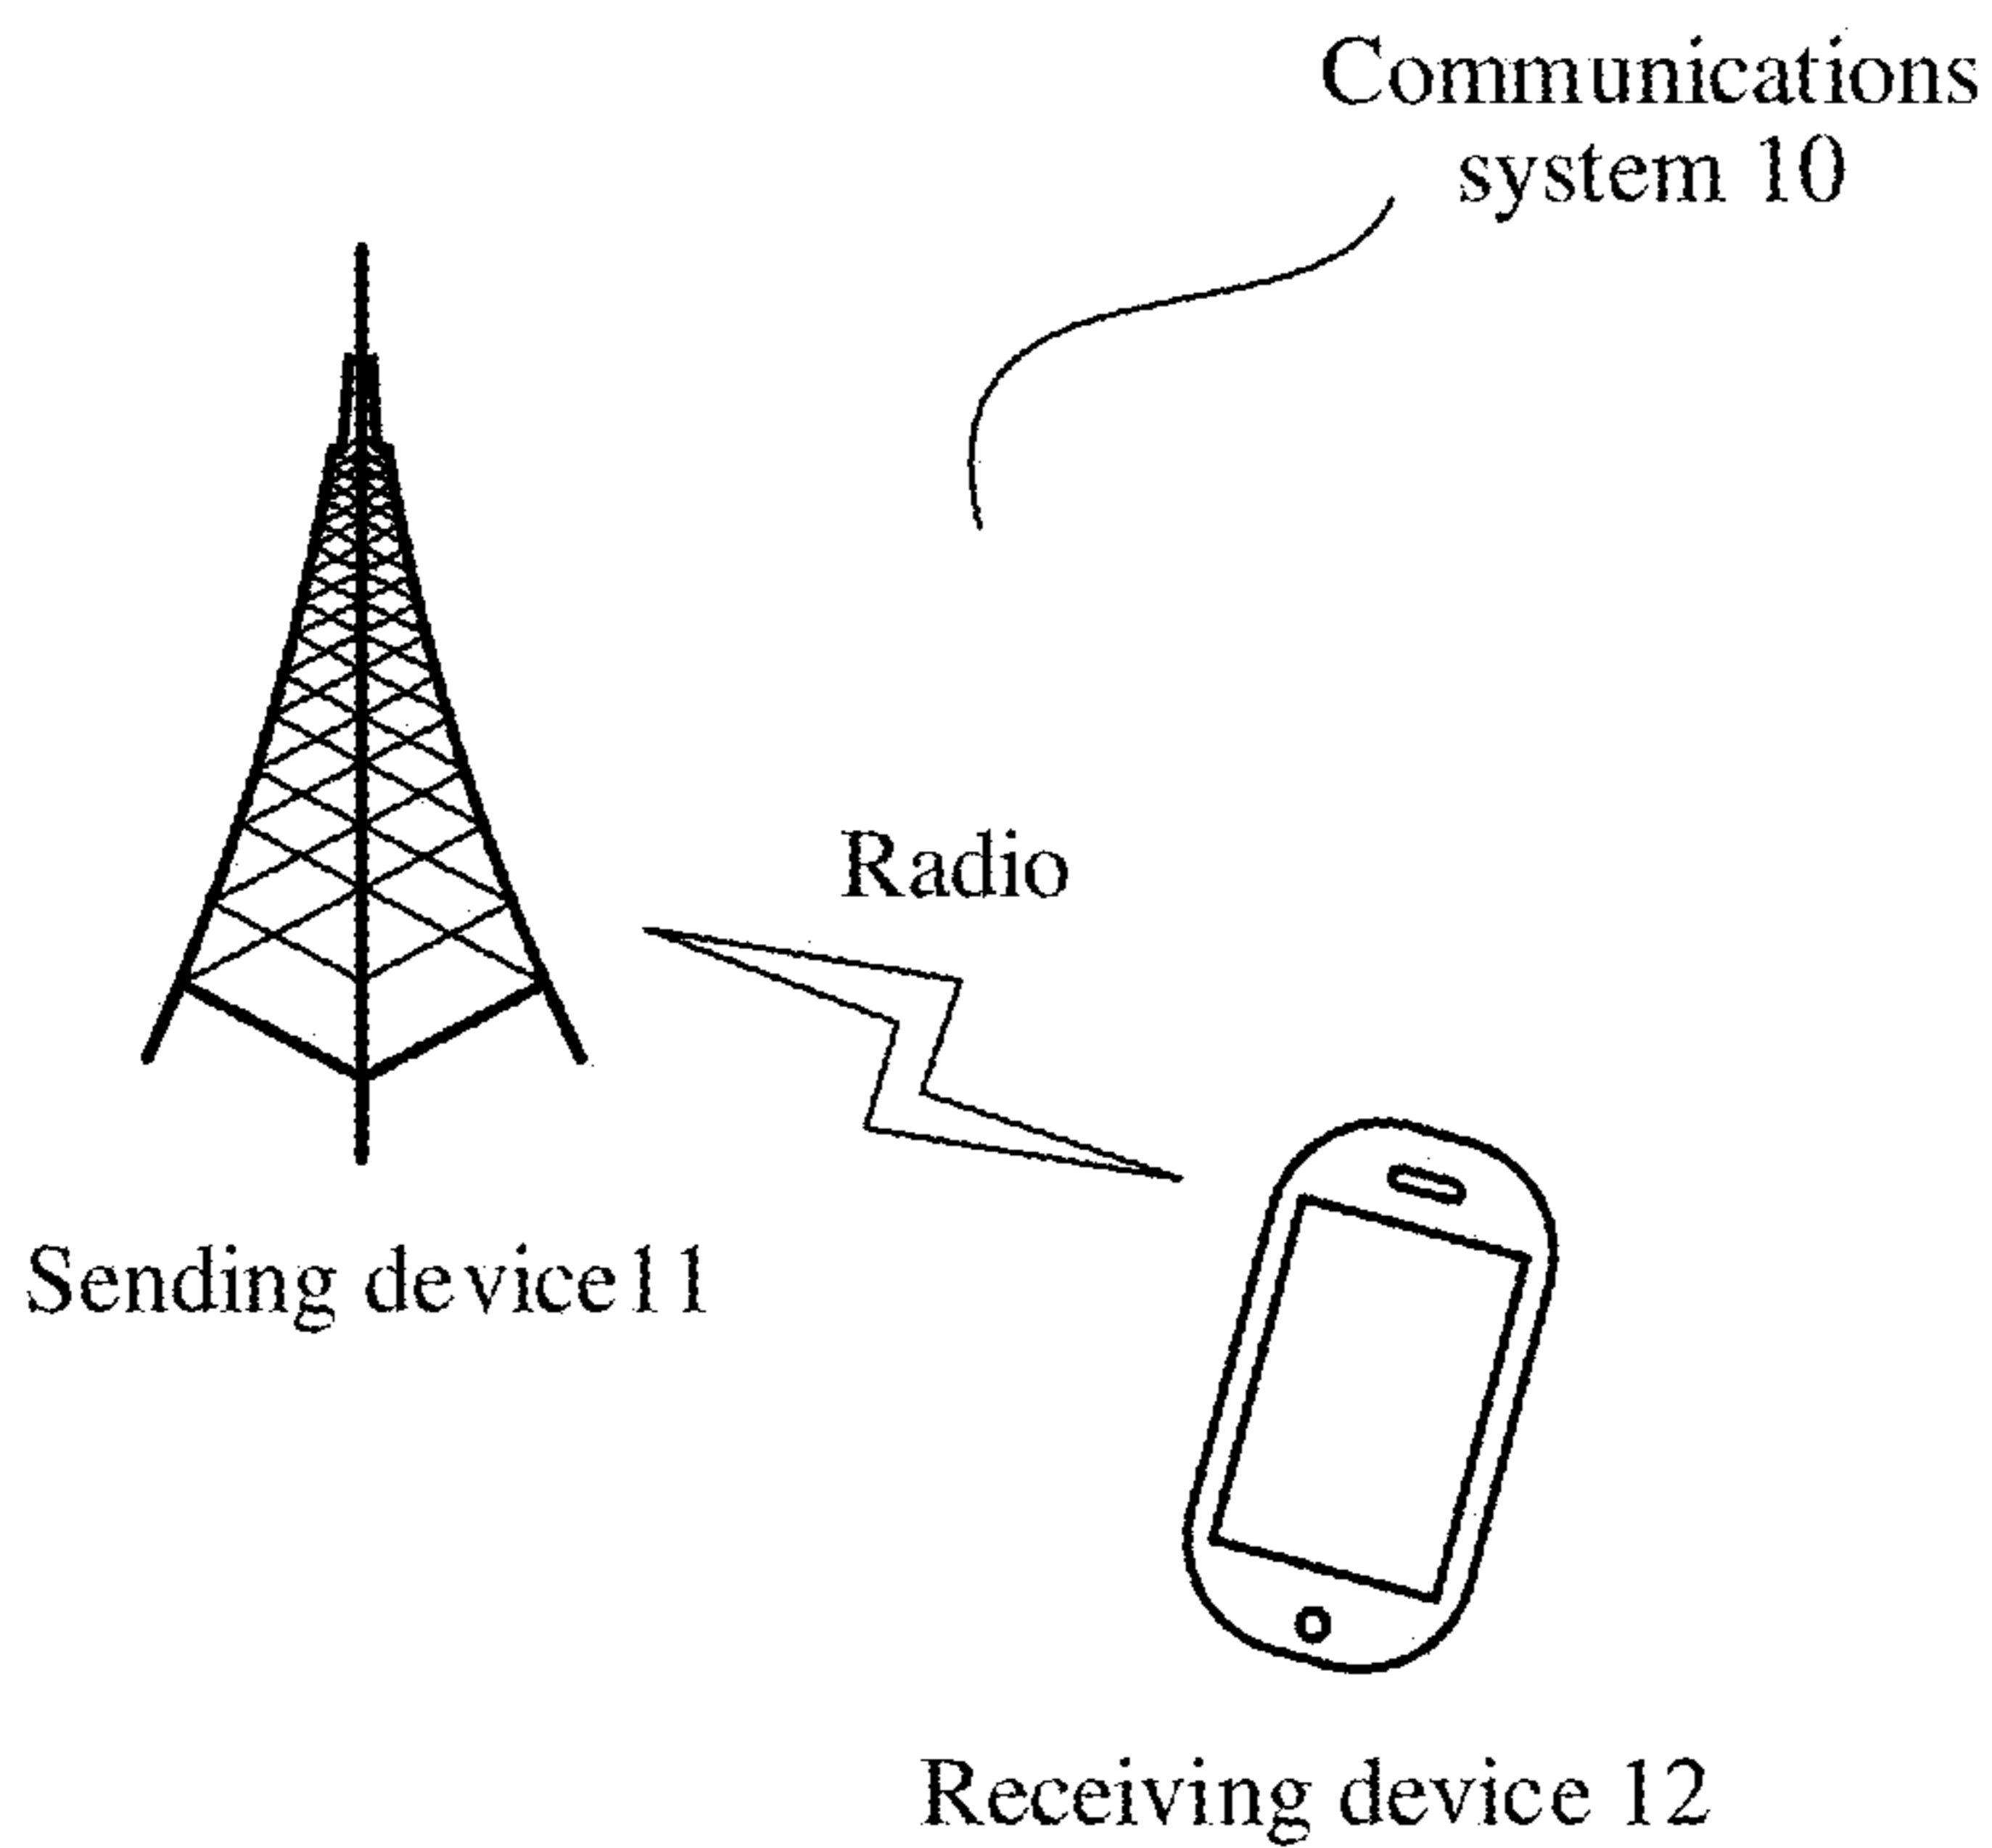 Communications
system 10
Radio
Sending device11
Receiving device 12